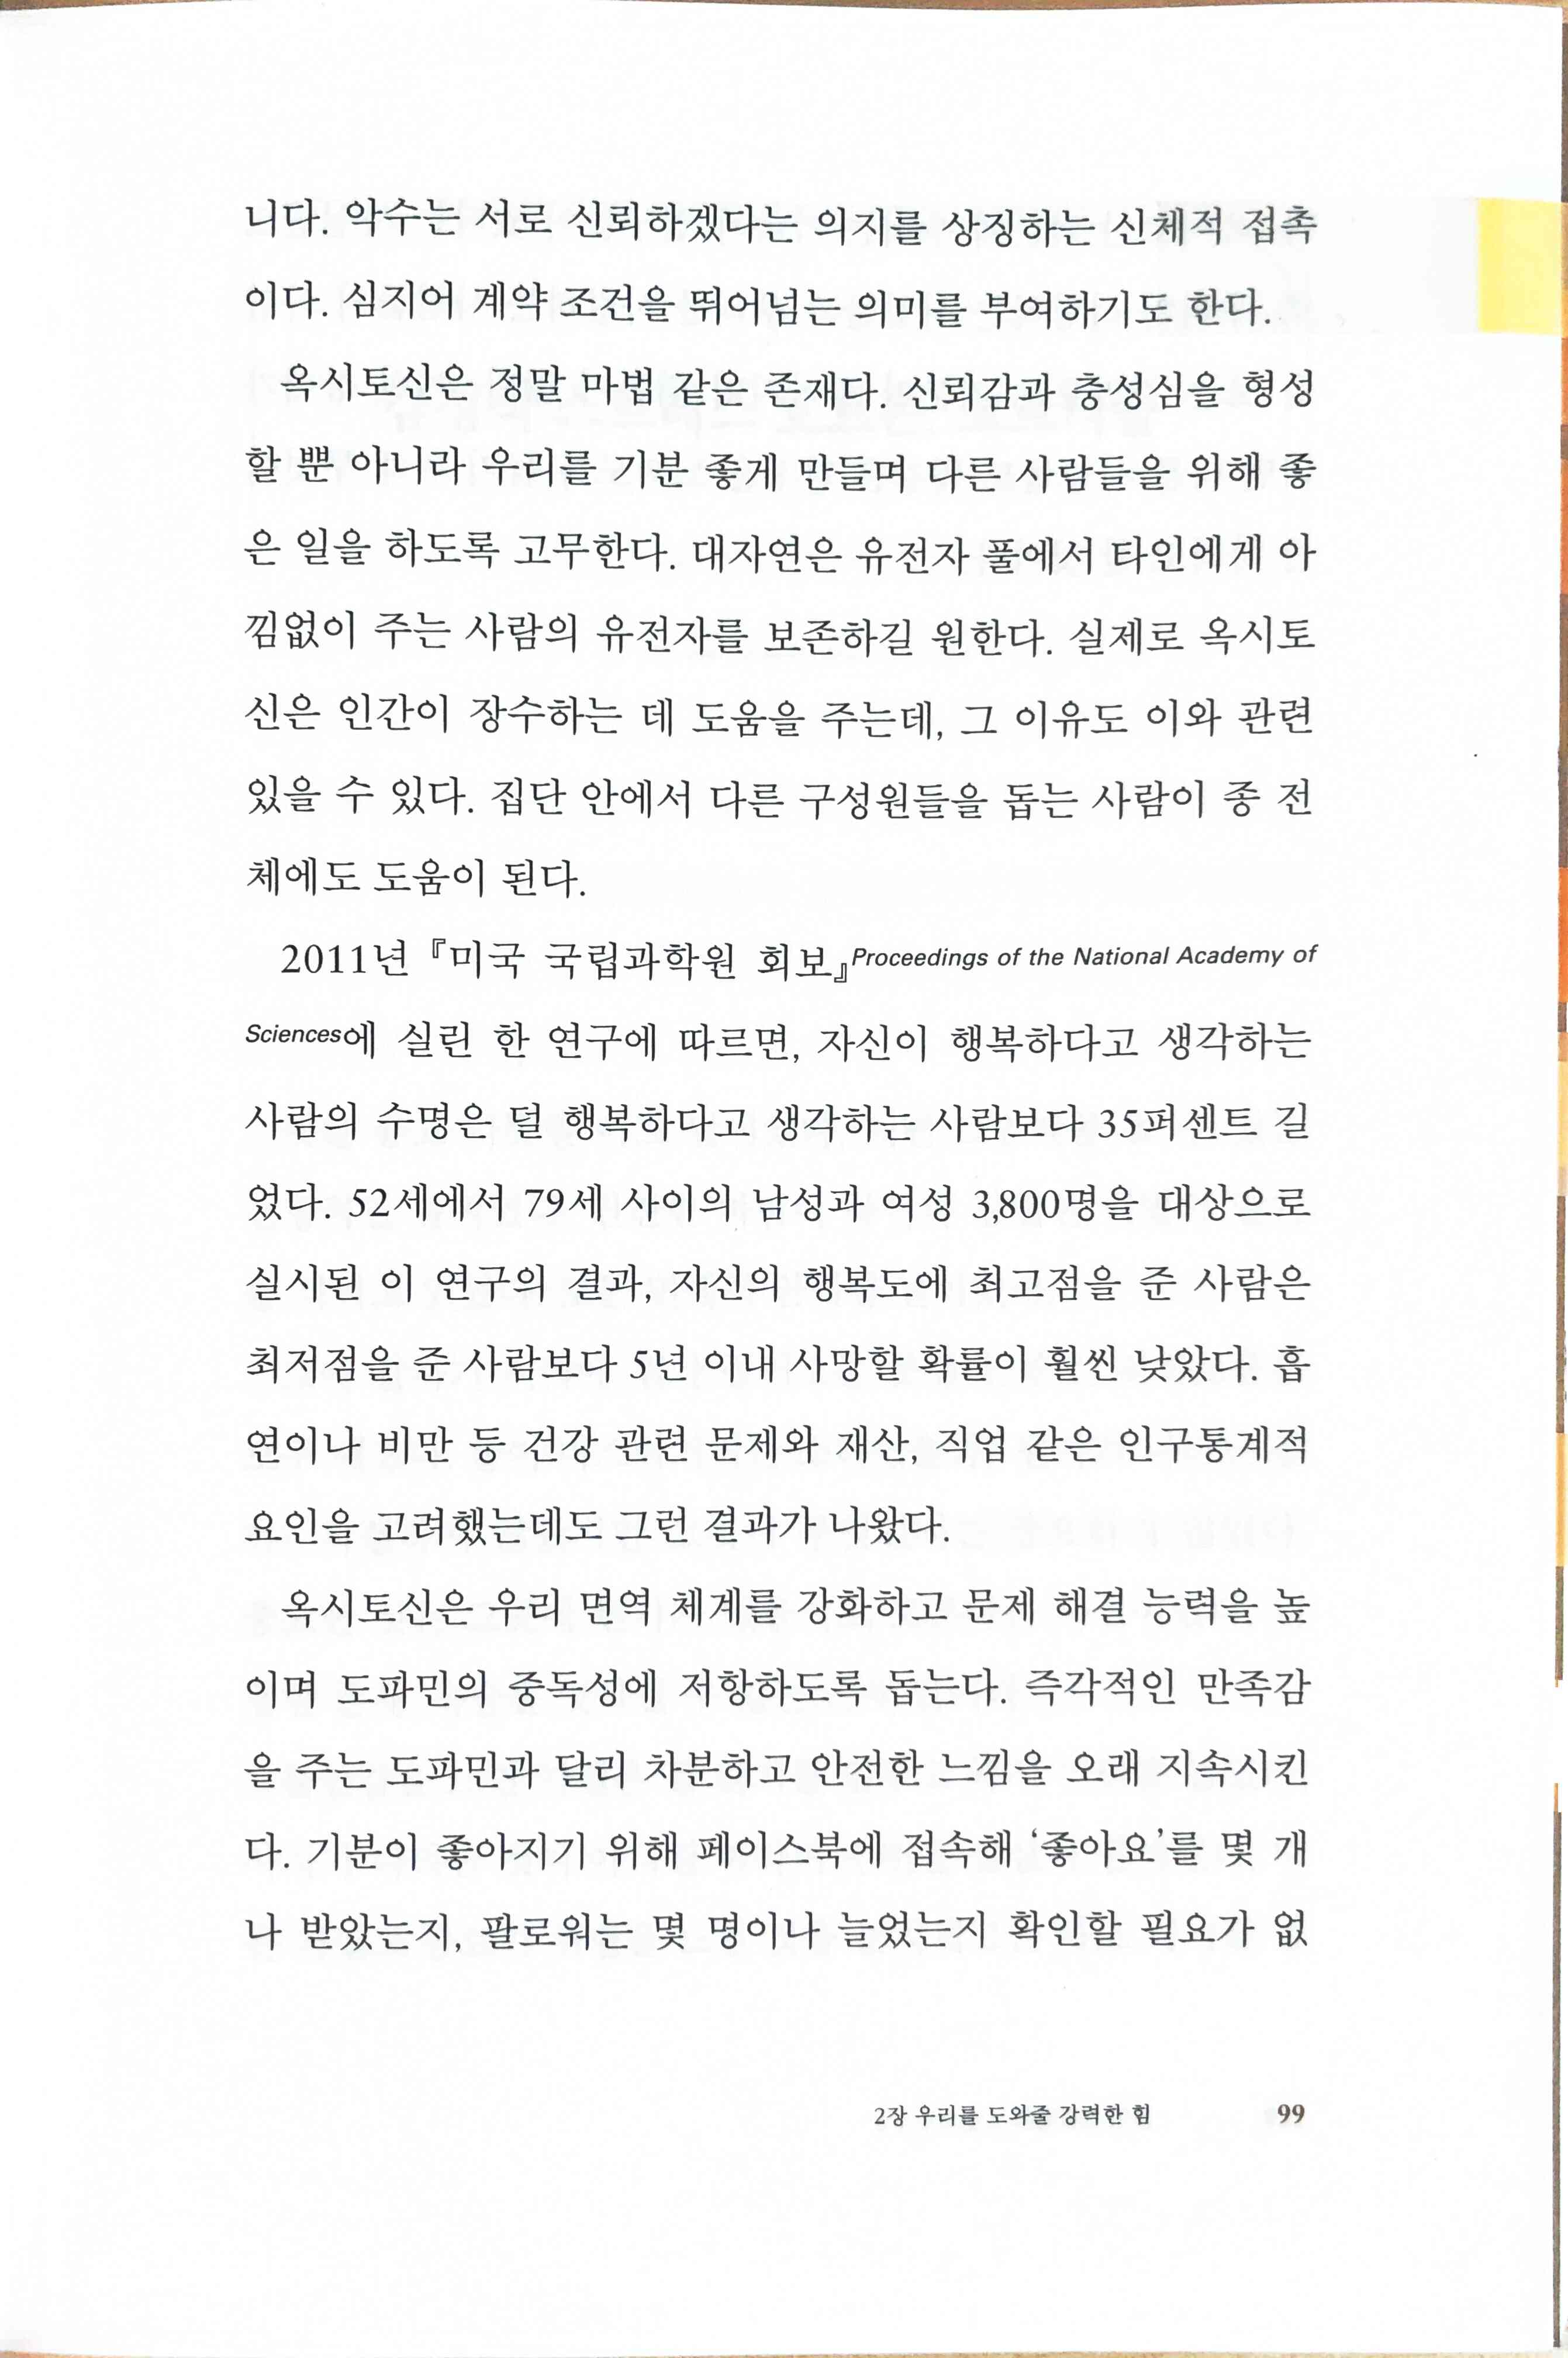 니다. 악수는 서로 신뢰하겠다는 의지를 상징하는 신체적 접촉
이다. 심지어 계약 조건을 뛰어넘는 의미를 부여하기도 한다.
옥시토신은 정말 마법 같은 존재다. 신뢰감과 충성심을 형성
할 뿐 아니라 우리를 기분 좋게 만들며 다른 사람들을 위해 좋
은 일을 하도록 고무한다. 대자연은 유전자 풀에서 타인에게 아
낌없이 주는 사람의 유전자를 보존하길 원한다. 실제로 옥시토
신은 인간이 장수하는 데 도움을 주는데, 그 이유도 이와 관련
있을 수 있다. 집단 안에서 다른 구성원들을 돕는 사람이 종 전
체에도 도움이 된다.
2011년 『미국 국립과학원 회보』Proceedings of the National Academy of
Sciences에 실린 한 연구에 따르면, 자신이 행복하다고 생각하는
사람의 수명은 덜 행복하다고 생각하는 사람보다 35퍼센트 길
었다. 52세에서 79세 사이의 남성과 여성 3,800명을 대상으로
실시된 이 연구의 결과, 자신의 행복도에 최고점을 준 사람은
최저점을 준 사람보다 5년 이내 사망할 확률이 훨씬 낮았다. 흡
연이나 비만 등 건강 관련 문제와 재산, 직업 같은 인구통계적
요인을 고려했는데도 그런 결과가 나왔다.
옥시토신은 우리 면역 체계를 강화하고 문제 해결 능력을 높
이며 도파민의 중독성에 저항하도록 돕는다. 즉각적인 만족감
을 주는 도파민과 달리 차분하고 안전한 느낌을 오래 지속시킨
다. 기분이 좋아지기 위해 페이스북에 접속해 ‘좋아요’를 몇 개
나 받았는지, 팔로워는 몇 명이나 늘었는지 확인할 필요가 없
2장 우리를 도와줄 강력한 힘 99